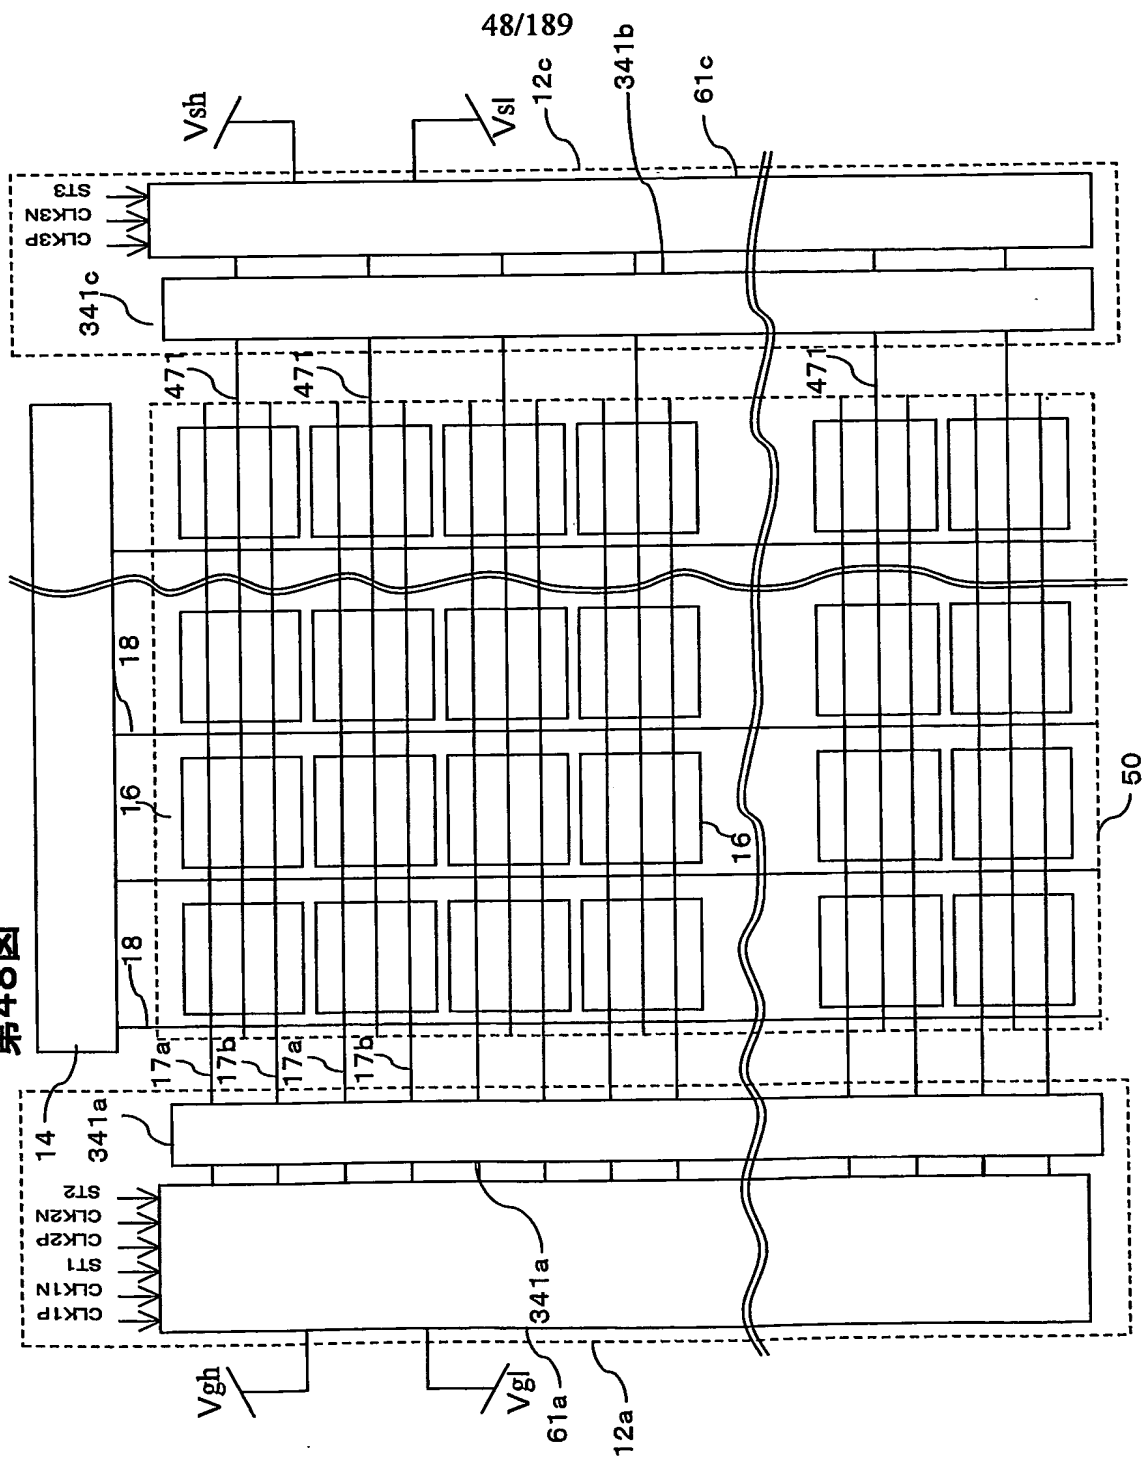 48/189
第48図
14
341a
ST2
CLK2N
CLK2P
ST1
CLK1N
CLK1P
Vgh
Vgl
61a
12a
341a
17a
17b
17a
17b
18
16
18
16
50
471
471
471
341c
CLK3P
CLK3N
ST3
Vsh
Vsl
12c
341b
61c